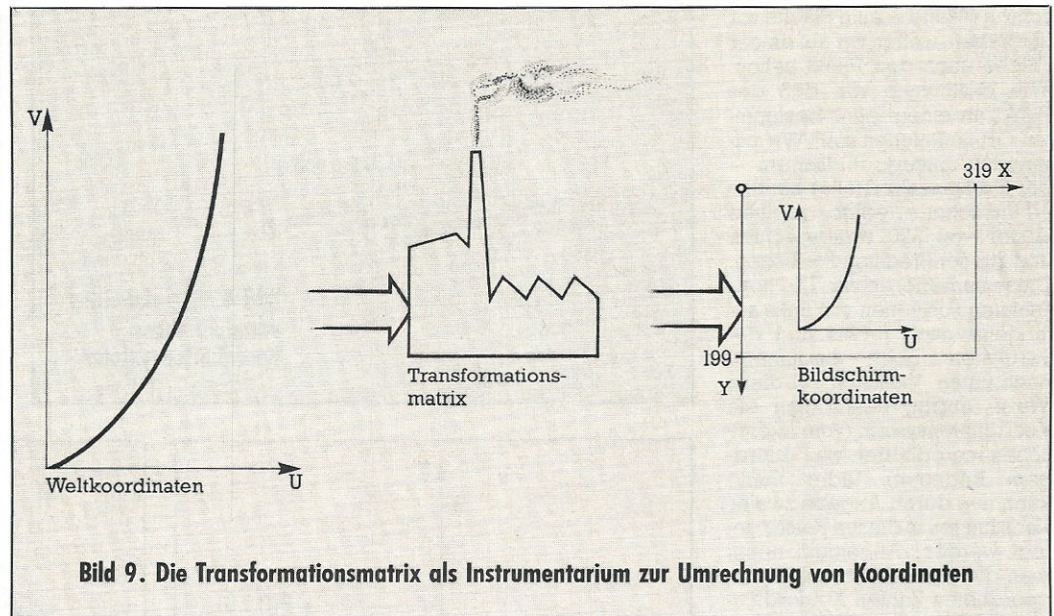 V
U
Weltkoordinaten
Transformations-
matrix
319 X
V
U
199
Y
Bildschirm-
koordinaten
Bild 9. Die Transformationsmatrix als Instrumentarium zur Umrechnung von Koordinaten